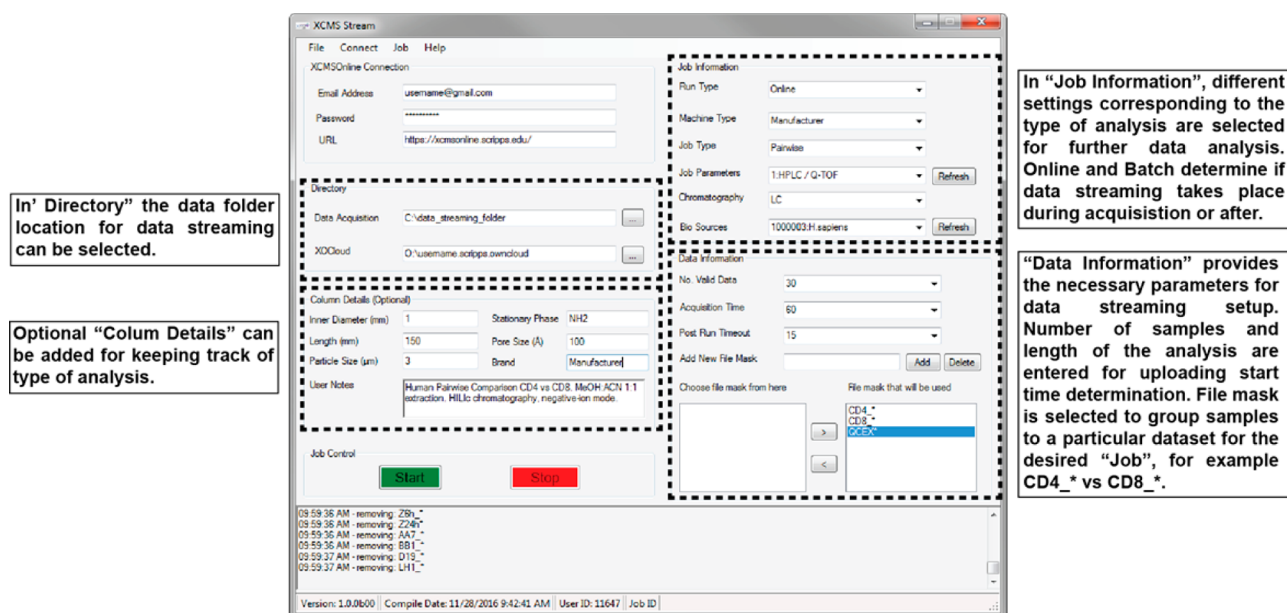 XCMS Stream
File Connect Job Help
XCMSOnline Connection
Email Address username@gmail.com
Password **********
URL https://xcmsonline.scripps.edu/
Directory
Data Acquisition C:\data_streaming_folder ...
XOCloud O:\username.scripps.owncloud ...
Column Details (Optional)
Inner Diameter (mm) 1 Stationary Phase NH2
Length (mm) 150 Pore Size (Å) 100
Particle Size (µm) 3 Brand Manufacturer
User Notes
Human Pairwise Comparison CD4 vs CD8. MeOH:ACN 1:1
extraction. HILIc chromatography, negative-ion mode.
Job Control
Start Stop
Job Information
Run Type Online
Machine Type Manufacturer
Job Type Pairwise
Job Parameters 1:HPLC / Q-TOF Refresh
Chromatography LC
Bio Sources 1000003:H.sapiens Refresh
Data Information
No. Valid Data 30
Acquisition Time 60
Post Run Timeout 15
Add New File Mask Add Delete
Choose file mask from here File mask that will be used
CD4_*
CD8_*
QCEX*
>
<
09:59:36 AM - removing: Z6h_*
09:59:36 AM - removing: Z24h*
09:59:36 AM - removing: AA7_*
09:59:36 AM - removing: BB1_*
09:59:37 AM - removing: D19_*
09:59:37 AM - removing: LH1_*
Version: 1.0.0b00 Compile Date: 11/28/2016 9:42:41 AM User ID: 11647 Job ID
In' Directory" the data folder
location for data streaming
can be selected.
Optional “Colum Details” can
be added for keeping track of
type of analysis.
In “Job Information”, different
settings corresponding to the
type of analysis are selected
for further data analysis.
Online and Batch determine if
data streaming takes place
during acquisistion or after.
“Data Information” provides
the necessary parameters for
data streaming setup.
Number of samples and
length of the analysis are
entered for uploading start
time determination. File mask
is selected to group samples
to a particular dataset for the
desired “Job”, for example
CD4_* vs CD8_*.